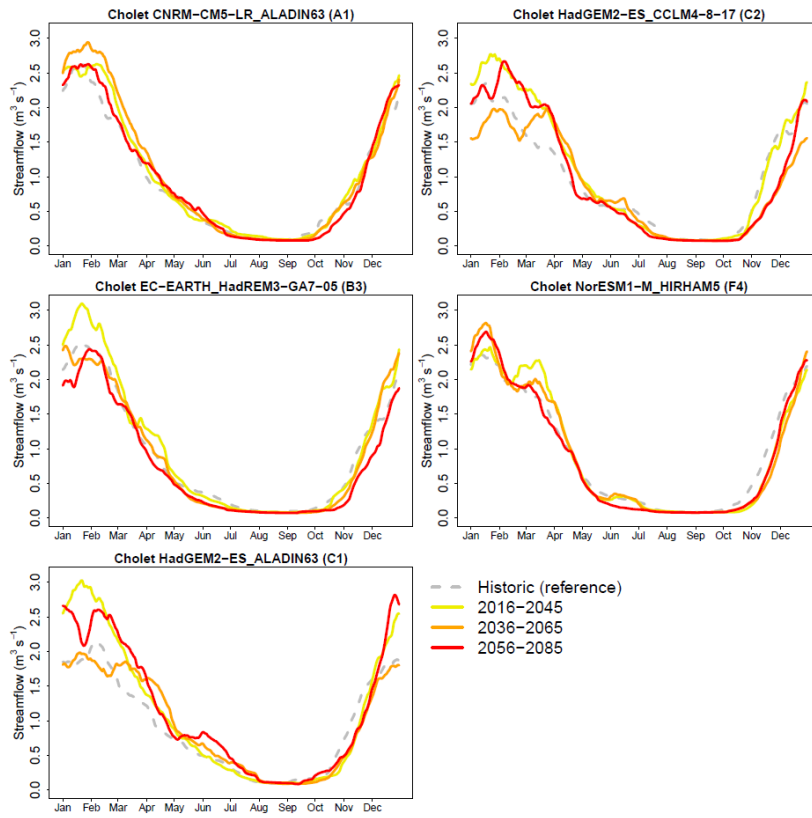 Cholet CNRM−CM5−LR_ALADIN63 (A1)
Streamflow (m³ s⁻¹)
0.0 0.5 1.0 1.5 2.0 2.5 3.0
Jan Feb Mar Apr May Jun Jul Aug Sep Oct Nov Dec
Cholet HadGEM2−ES_CCLM4−8−17 (C2)
Streamflow (m³ s⁻¹)
0.0 0.5 1.0 1.5 2.0 2.5 3.0
Jan Feb Mar Apr May Jun Jul Aug Sep Oct Nov Dec
Cholet EC−EARTH_HadREM3−GA7−05 (B3)
Streamflow (m³ s⁻¹)
0.0 0.5 1.0 1.5 2.0 2.5 3.0
Jan Feb Mar Apr May Jun Jul Aug Sep Oct Nov Dec
Cholet NorESM1−M_HIRHAM5 (F4)
Streamflow (m³ s⁻¹)
0.0 0.5 1.0 1.5 2.0 2.5 3.0
Jan Feb Mar Apr May Jun Jul Aug Sep Oct Nov Dec
Cholet HadGEM2−ES_ALADIN63 (C1)
Streamflow (m³ s⁻¹)
0.0 0.5 1.0 1.5 2.0 2.5 3.0
Jan Feb Mar Apr May Jun Jul Aug Sep Oct Nov Dec
Historic (reference)
2016−2045
2036−2065
2056−2085